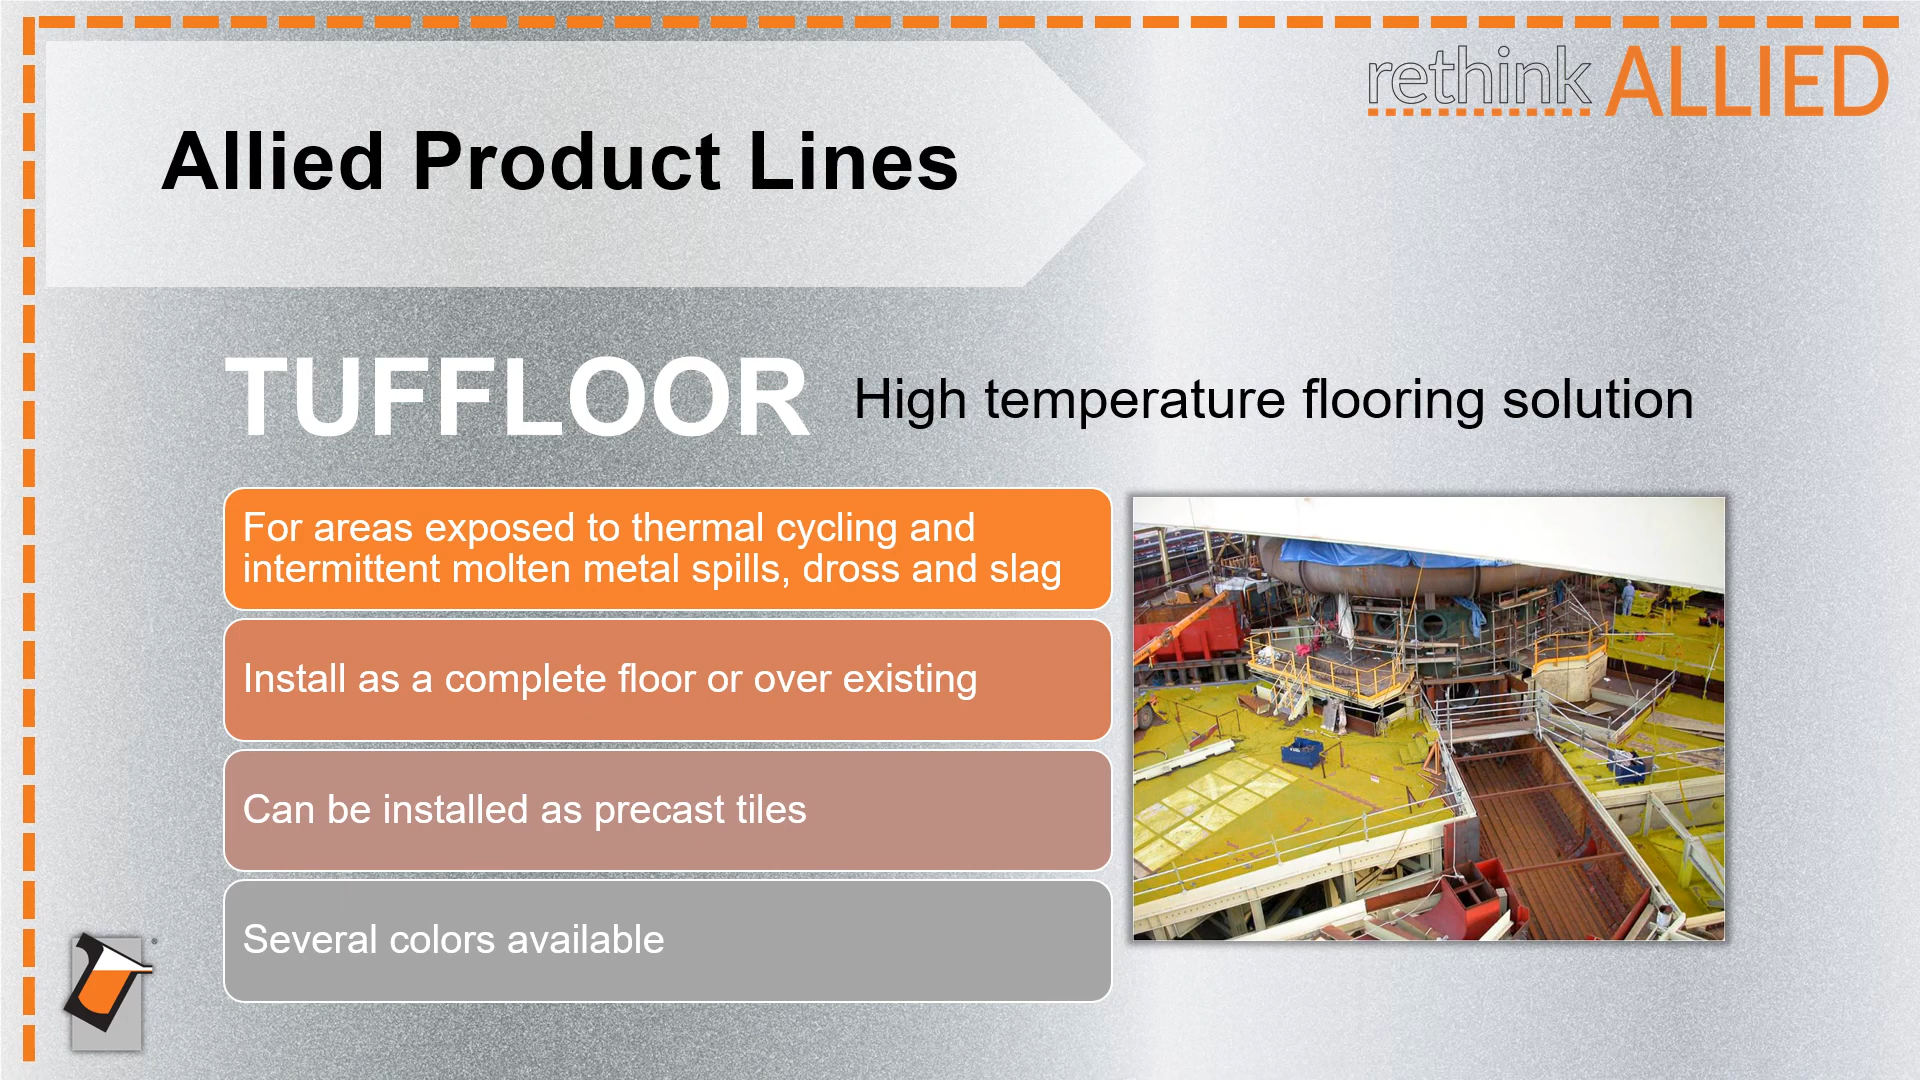 rethink ALLIED
Allied Product Lines
TUFFLOOR
High temperature flooring solution
For areas exposed to thermal cycling and
intermittent molten metal spills, dross and slag
Install as a complete floor or over existing
Can be installed as precast tiles
Several colors available